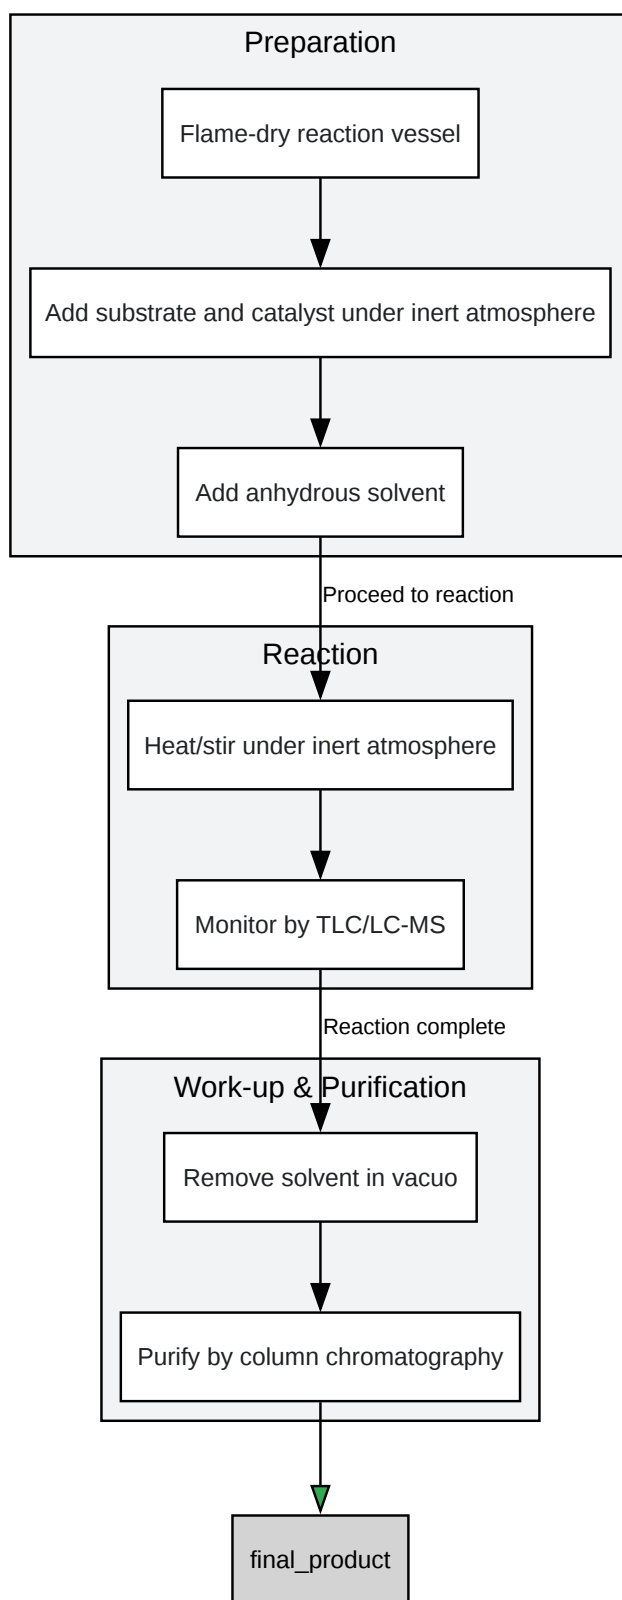 Preparation
Flame-dry reaction vessel
Add substrate and catalyst under inert atmosphere
Add anhydrous solvent
Proceed to reaction
Reaction
Heat/stir under inert atmosphere
Monitor by TLC/LC-MS
Reaction complete
Work-up & Purification
Remove solvent in vacuo
Purify by column chromatography
final_product